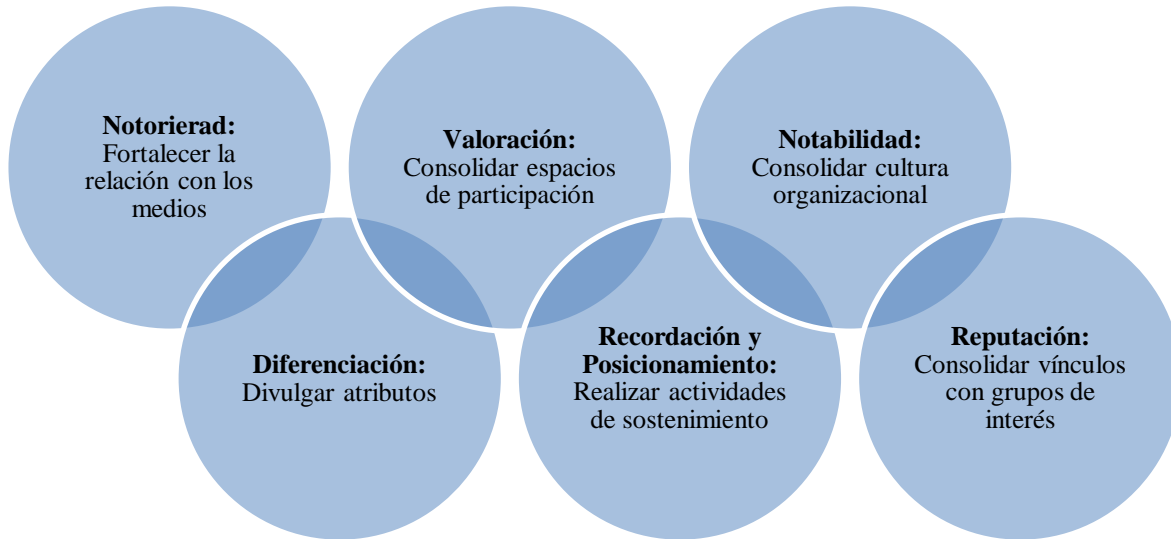 Notorierad:
Fortalecer la
relación con los
medios
Diferenciación:
Divulgar atributos
Valoración:
Consolidar espacios
de participación
Recordación y
Posicionamiento:
Realizar actividades
de sostenimiento
Notabilidad:
Consolidar cultura
organizacional
Reputación:
Consolidar vínculos
con grupos de
interés